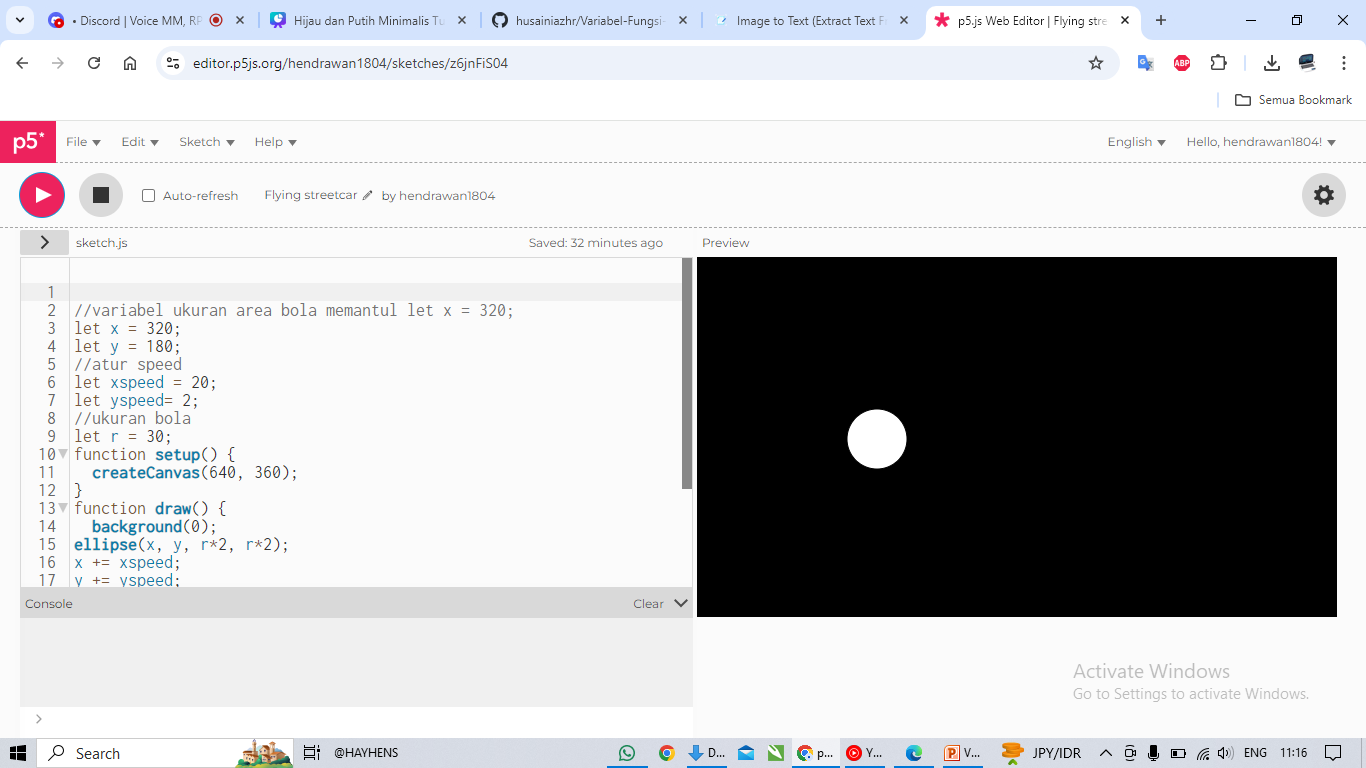 • Discord | Voice MM, RP
Hijau dan Putih Minimalis Tu
husainiazhr/Variabel-Fungsi-
Image to Text (Extract Text Fr
p5.js Web Editor | Flying stre
editor.p5js.org/hendrawan1804/sketches/z6jnFiS04
ABP
Semua Bookmark
p5* File Edit Sketch Help English Hello, hendrawan1804!
Auto-refresh Flying streetcar by hendrawan1804
sketch.js Saved: 32 minutes ago Preview
1
2 //variabel ukuran area bola memantul let x = 320;
3 let x = 320;
4 let y = 180;
5 //atur speed
6 let xspeed = 20;
7 let yspeed= 2;
8 //ukuran bola
9 let r = 30;
10 function setup() {
11 createCanvas(640, 360);
12 }
13 function draw() {
14 background(0);
15 ellipse(x, y, r*2, r*2);
16 x += xspeed;
17 y += yspeed;
Console Clear
Activate Windows
Go to Settings to activate Windows.
Search @HAYHENS D... p... Y... V... JPY/IDR ENG 11:16